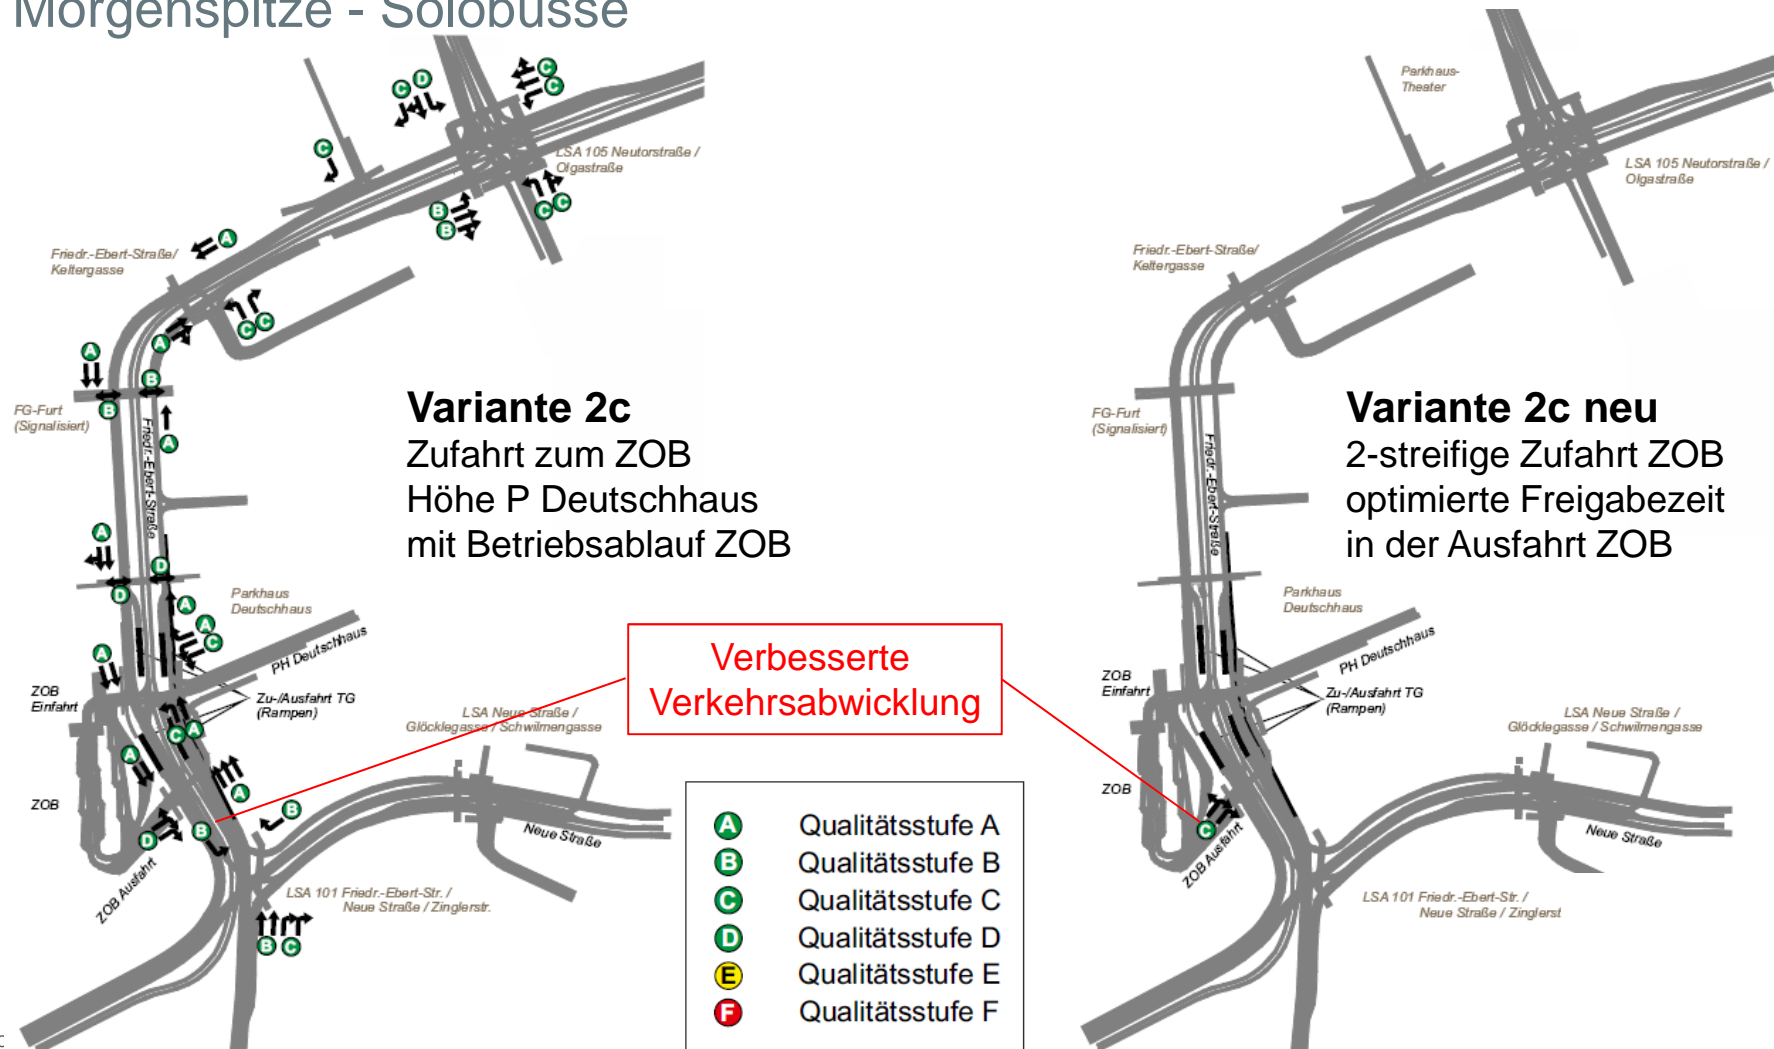 Morgenspitze - Solobusse
C
D
C
C
C
LSA 105 Neutorstraße /
Olgastraße
B
B
C
C
A
Friedr.-Ebert-Straße/
Keltergasse
C
C
A
A
B
B
FG-Furt
(Signalisiert)
A
Friedr.-Ebert-Straße
Variante 2c
Zufahrt zum ZOB
Höhe P Deutschhaus
mit Betriebsablauf ZOB
A
D
D
Parkhaus
Deutschhaus
A
A
C
A
PH Deutschhaus
ZOB
Einfahrt
Zu-/Ausfahrt TG
(Rampen)
C
A
A
LSA Neue Straße /
Glöcklegasse / Schwilmengasse
A
B
ZOB
D
B
Neue Straße
ZOB Ausfahrt
LSA 101 Friedr.-Ebert-Str. /
Neue Straße / Zinglerstr.
B
C
Verbesserte
Verkehrsabwicklung
A Qualitätsstufe A
B Qualitätsstufe B
C Qualitätsstufe C
D Qualitätsstufe D
E Qualitätsstufe E
F Qualitätsstufe F
Parkhaus-
Theater
LSA 105 Neutorstraße /
Olgastraße
Friedr.-Ebert-Straße/
Keltergasse
FG-Furt
(Signalisiert)
Friedr.-Ebert-Straße
Variante 2c neu
2-streifige Zufahrt ZOB
optimierte Freigabezeit
in der Ausfahrt ZOB
Parkhaus
Deutschhaus
PH Deutschhaus
ZOB
Einfahrt
Zu-/Ausfahrt TG
(Rampen)
LSA Neue Straße /
Glöcklegasse / Schwilmengasse
ZOB
C
Neue Straße
ZOB Ausfahrt
LSA 101 Friedr.-Ebert-Str. /
Neue Straße / Zinglerst